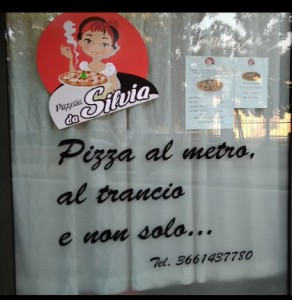 Pizzeria
da Silvia
Pizza al metro,
al trancio
e non solo...
Tel. 3661437780